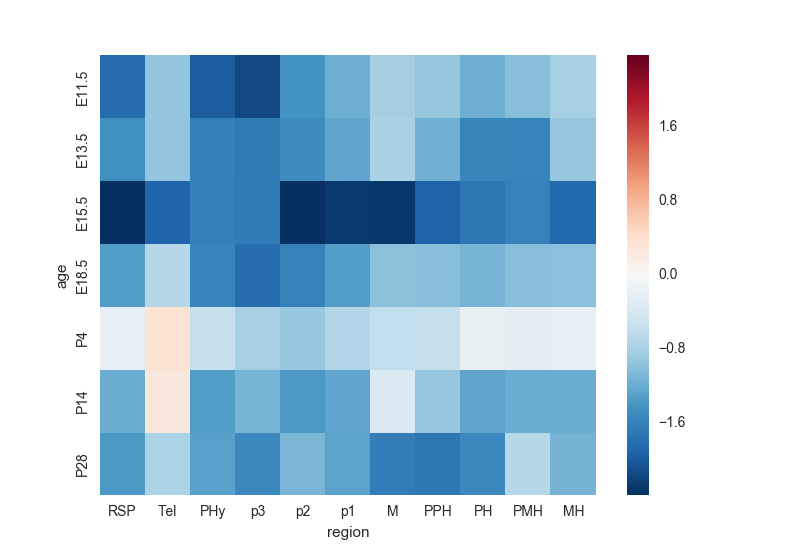 E11.5
E13.5
E15.5
E18.5
P4
P14
P28
age
RSP Tel PHy p3 p2 p1 M PPH PH PMH MH
region
1.6
0.8
0.0
−0.8
−1.6